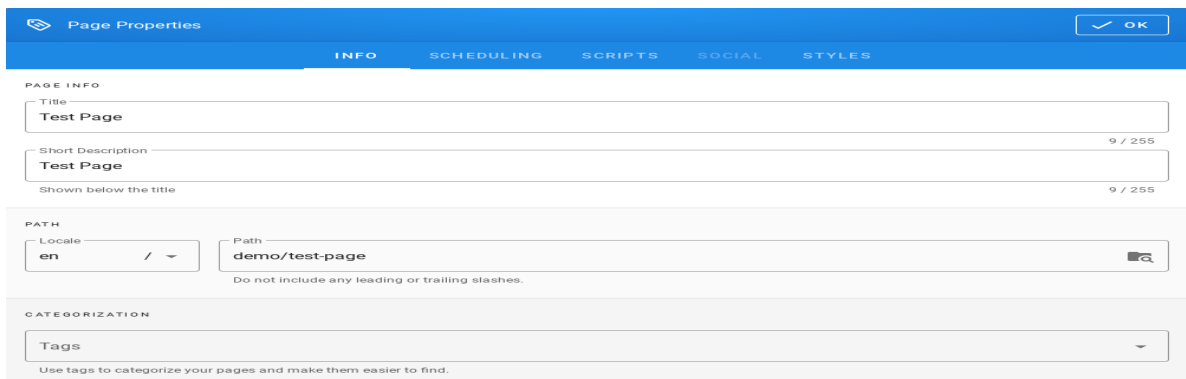 Page Properties
OK
INFO SCHEDULING SCRIPTS SOCIAL STYLES
PAGE INFO
Title
Test Page
9 / 255
Short Description
Test Page
Shown below the title 9 / 255
PATH
Locale Path
en / demo/test-page
Do not include any leading or trailing slashes.
CATEGORIZATION
Tags
Use tags to categorize your pages and make them easier to find.